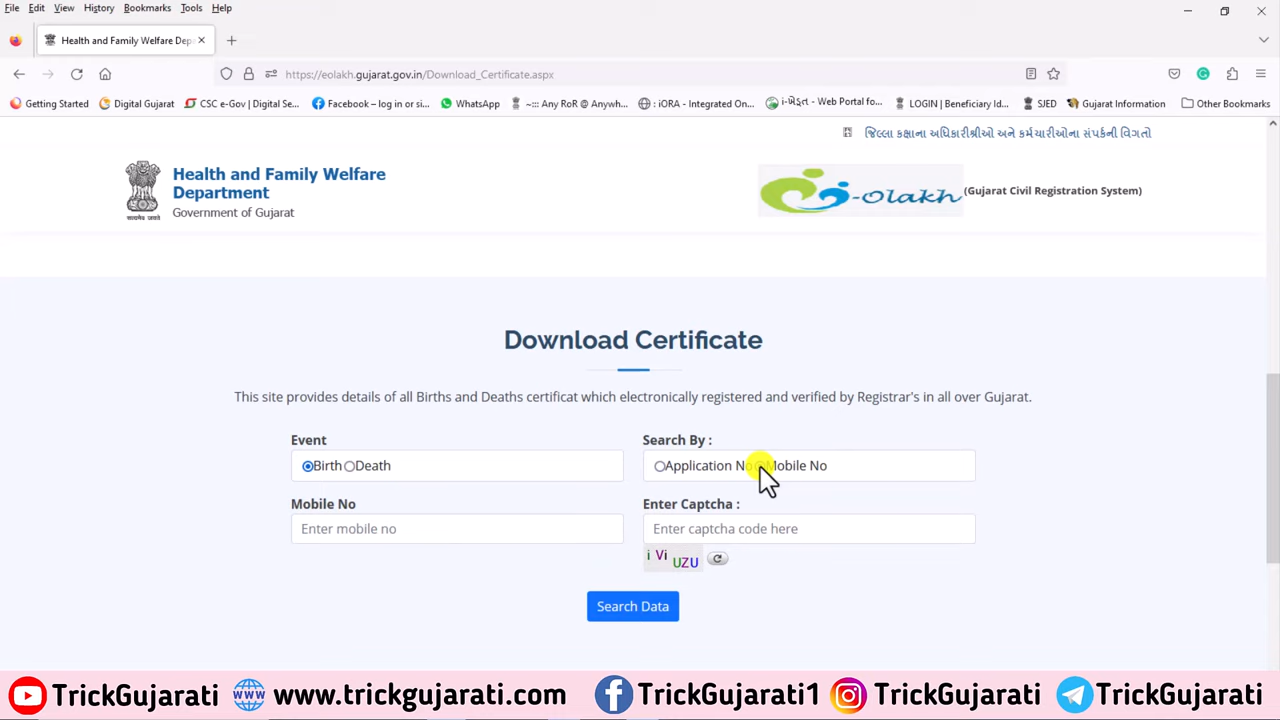 File Edit View History Bookmarks Tools Help
Health and Family Welfare Dep
https://eolakh.gujarat.gov.in/Download_Certificate.aspx
Getting Started Digital Gujarat CSC e-Gov | Digital Se... Facebook – log in or si... WhatsApp ~::: Any RoR @ Anywh... : iORA - Integrated On... i-ખેડૂત - Web Portal fo... LOGIN | Beneficiary Id... SJED Gujarat Information Other Bookmarks
જિલ્લા કક્ષાના અધિકારીશ્રીઓ અને કર્મચારીઓના સંપર્કની વિગતો
Health and Family Welfare
Department
Government of Gujarat
सत्यमेव जयते
e-Olakh (Gujarat Civil Registration System)
Download Certificate
This site provides details of all Births and Deaths certificat which electronically registered and verified by Registrar's in all over Gujarat.
Event
Birth Death
Search By :
Application No Mobile No
Mobile No
Enter mobile no
Enter Captcha :
Enter captcha code here
i Vi UZU
Search Data
TrickGujarati www.trickgujarati.com TrickGujarati1 TrickGujarati TrickGujarati